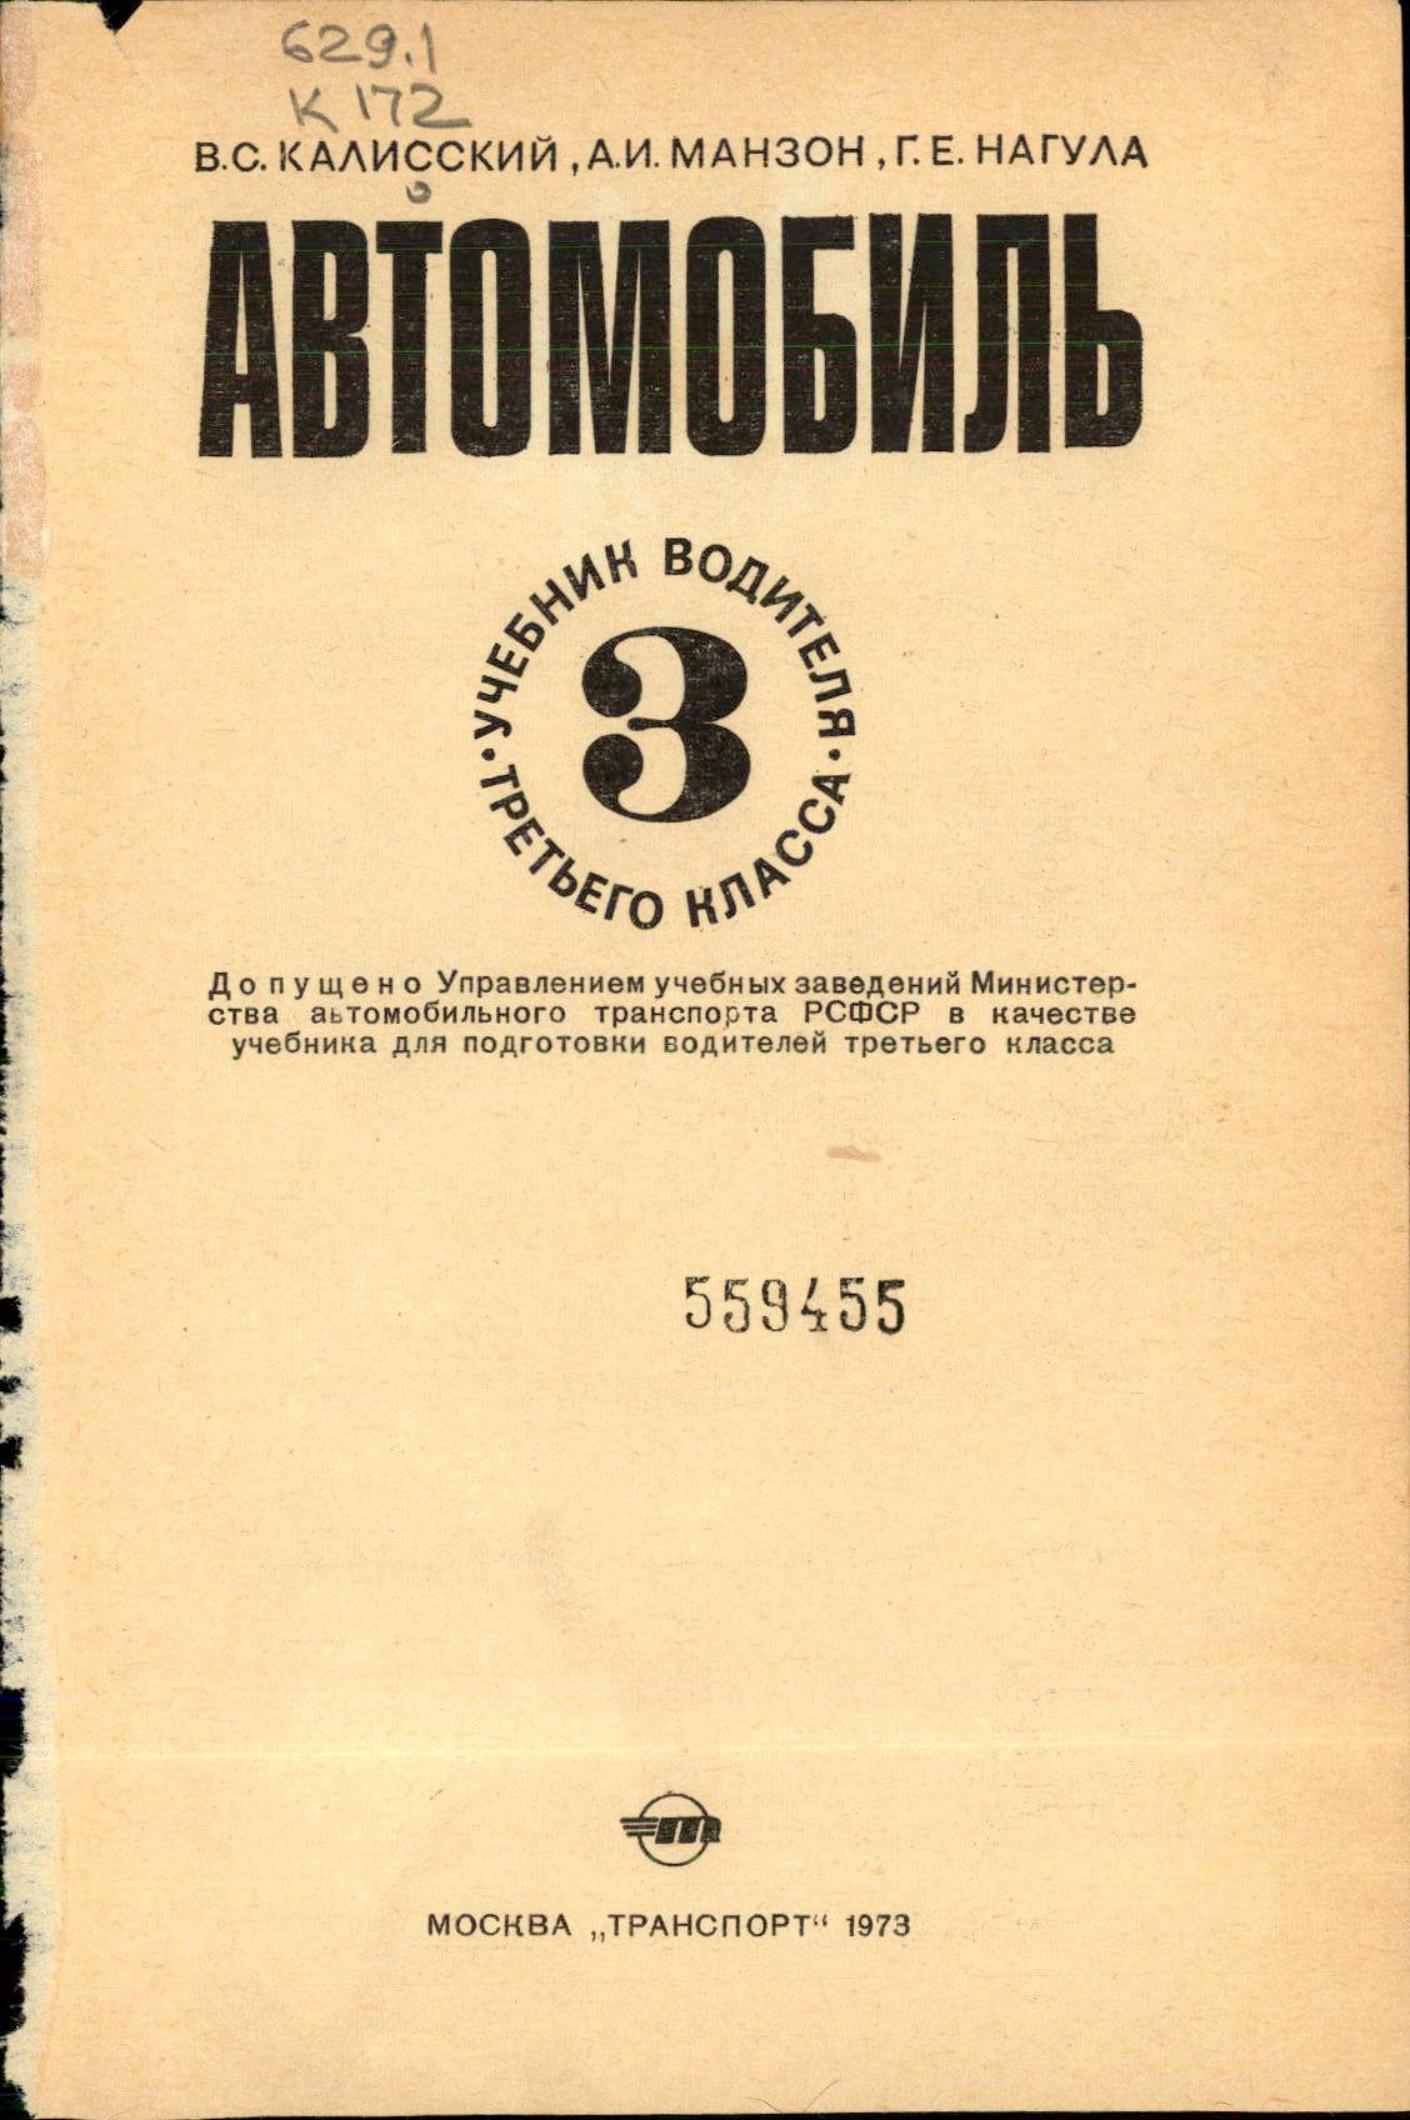 629.1
К 172
В.С. КАЛИССКИЙ, А.И. МАНЗОН, Г.Е. НАГУЛА
АВТОМОБИЛЬ
УЧЕБНИК ВОДИТЕЛЯ
3
ТРЕТЬЕГО КЛАССА
Допущено Управлением учебных заведений Министер-
ства автомобильного транспорта РСФСР в качестве
учебника для подготовки водителей третьего класса
559455
т
МОСКВА „ТРАНСПОРТ“ 1973